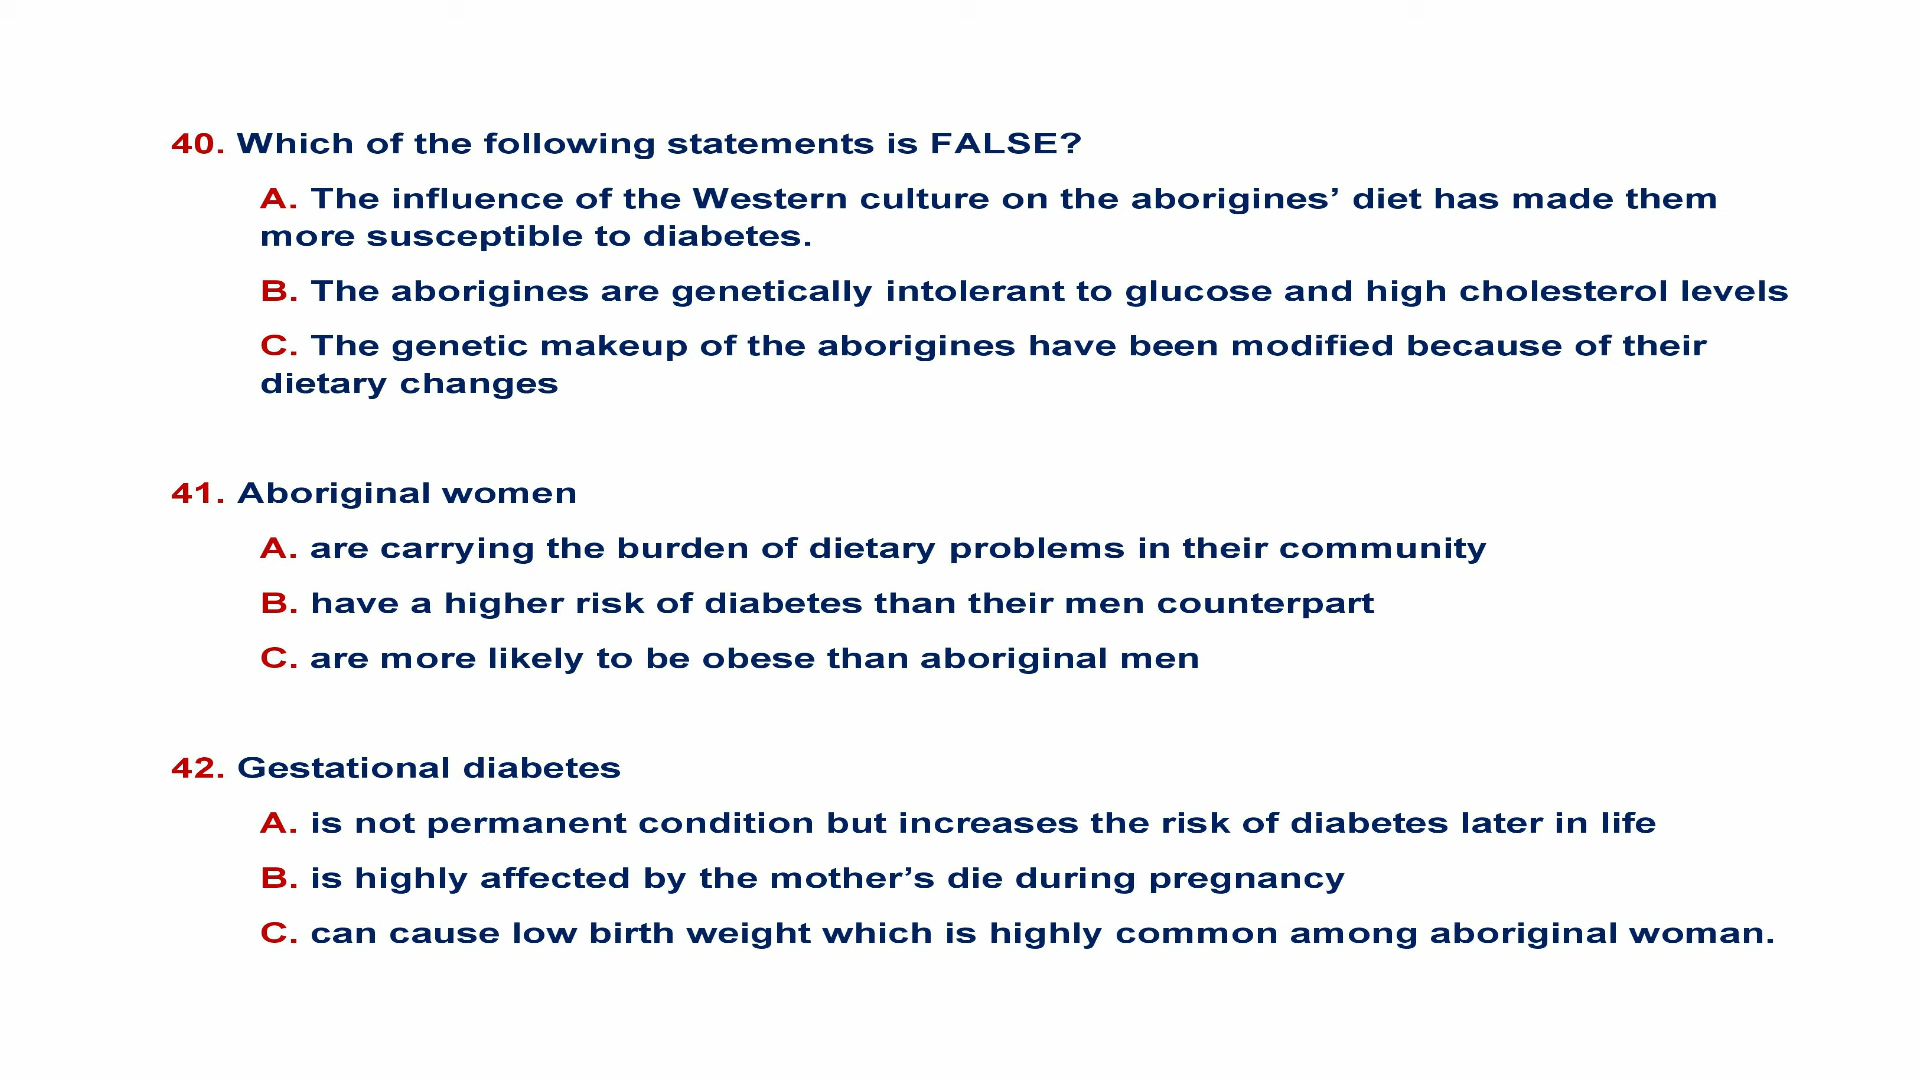 40. Which of the following statements is FALSE?
A. The influence of the Western culture on the aborigines’ diet has made them
more susceptible to diabetes.
B. The aborigines are genetically intolerant to glucose and high cholesterol levels
C. The genetic makeup of the aborigines have been modified because of their
dietary changes
41. Aboriginal women
A. are carrying the burden of dietary problems in their community
B. have a higher risk of diabetes than their men counterpart
C. are more likely to be obese than aboriginal men
42. Gestational diabetes
A. is not permanent condition but increases the risk of diabetes later in life
B. is highly affected by the mother’s die during pregnancy
C. can cause low birth weight which is highly common among aboriginal woman.